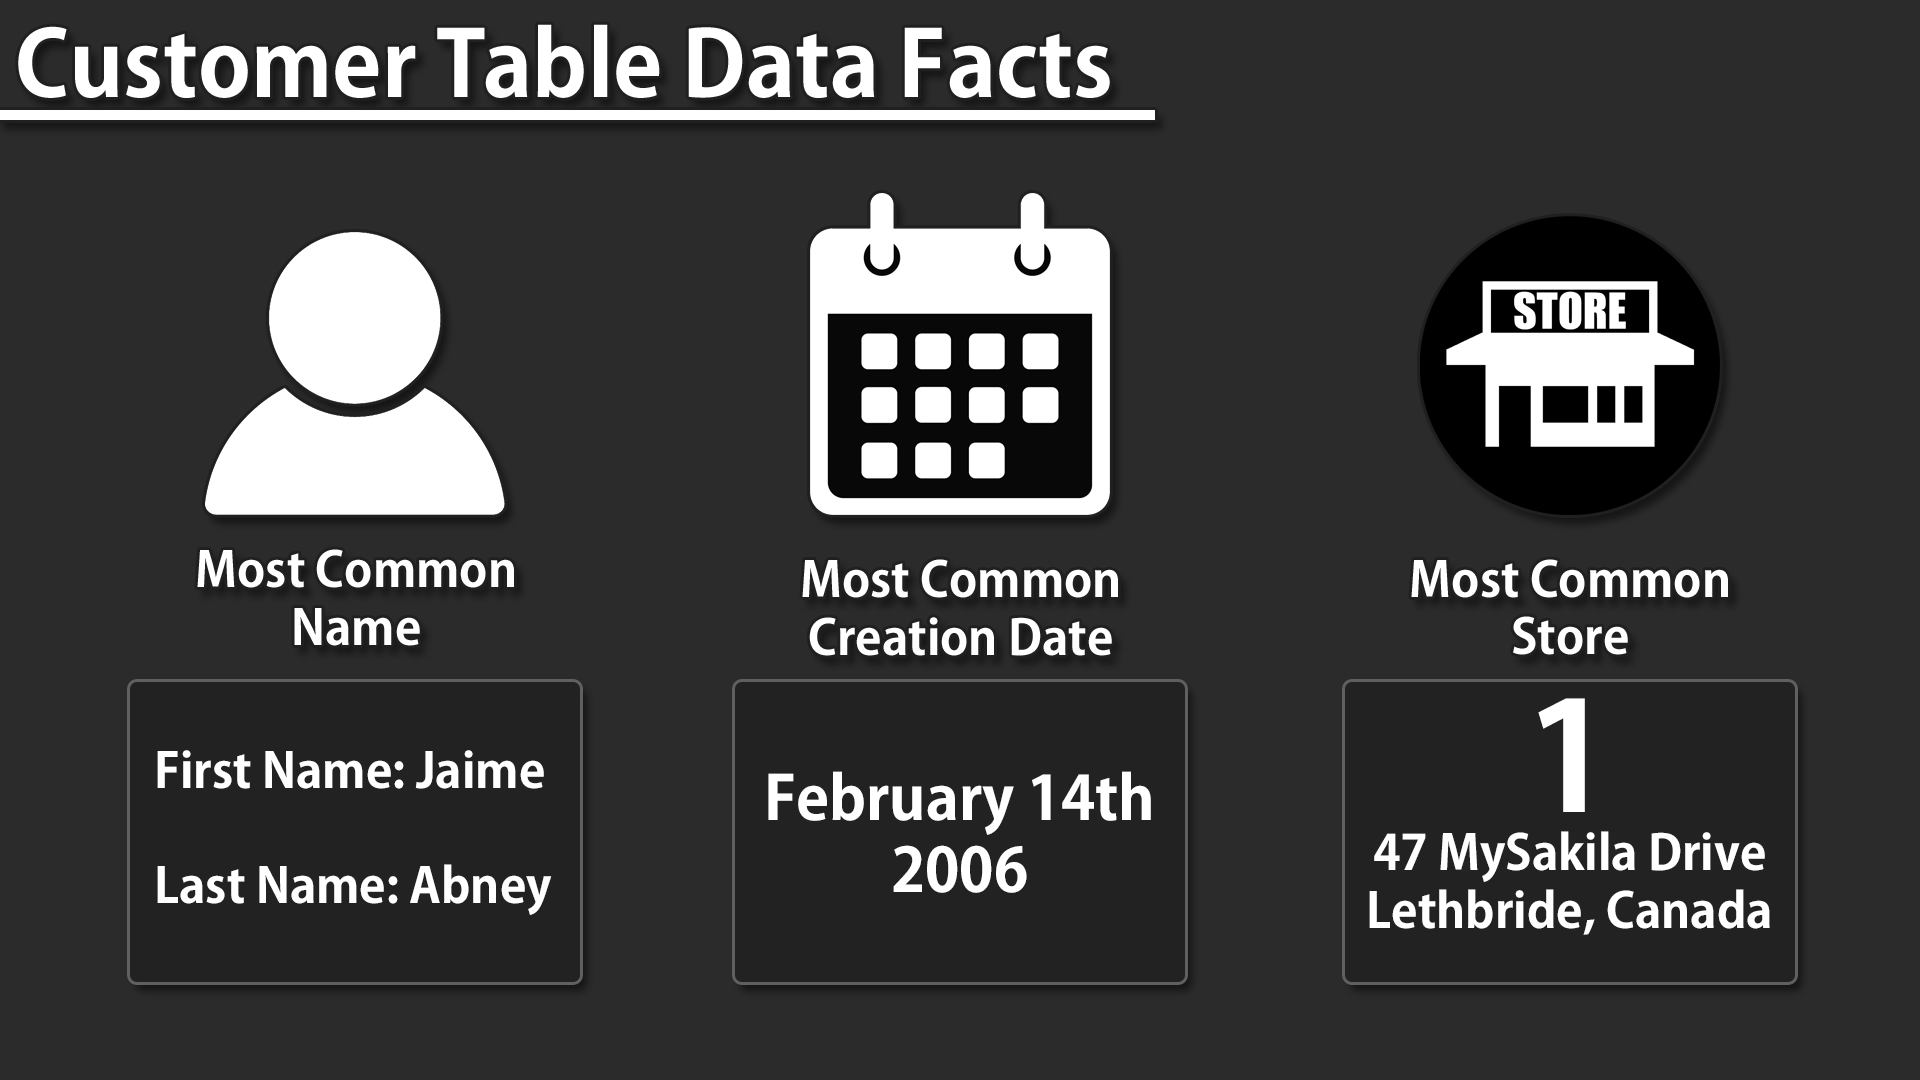 Customer Table Data Facts
STORE
Most Common
Name
Most Common
Creation Date
Most Common
Store
First Name: Jaime
Last Name: Abney
February 14th
2006
1
47 MySakila Drive
Lethbride, Canada